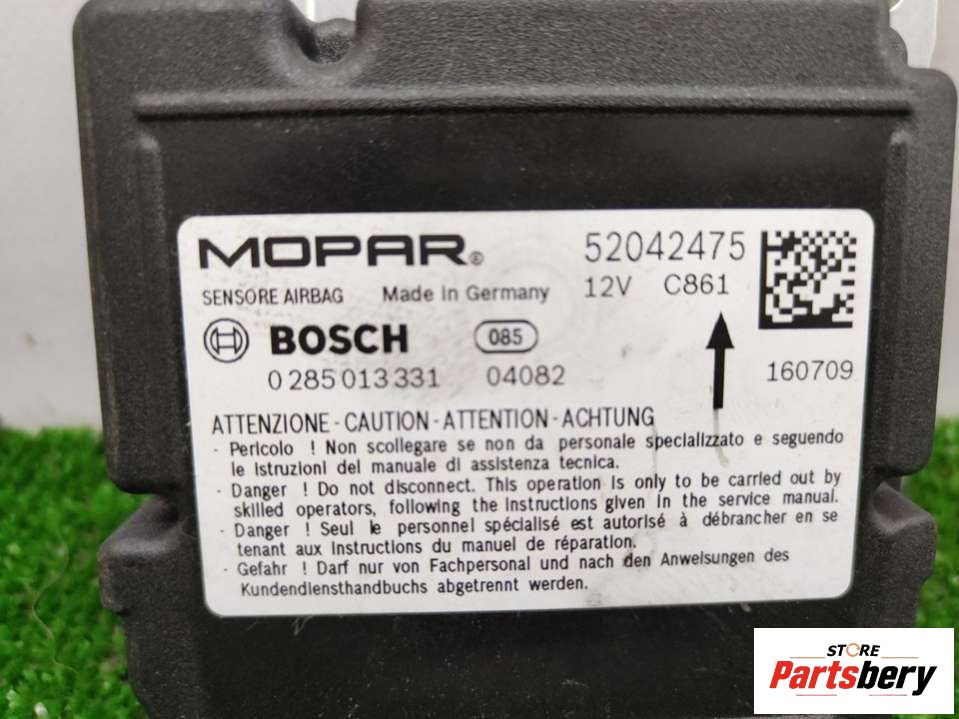 MOPAR® 52042475
SENSORE AIRBAG Made in Germany 12V C861
BOSCH 085
0 285 013 331 04082 160709
ATTENZIONE - CAUTION - ATTENTION - ACHTUNG
- Pericolo ! Non scollegare se non da personale specializzato e seguendo
le istruzioni del manuale di assistenza tecnica.
- Danger ! Do not disconnect. This operation is only to be carried out by
skilled operators, following the instructions given in the service manual.
- Danger ! Seul le personnel spécialisé est autorisé à débrancher en se
tenant aux instructions du manuel de réparation.
- Gefahr ! Darf nur von Fachpersonal und nach den Anweisungen des
Kundendiensthandbuchs abgetrennt werden.
STORE
Partsbery